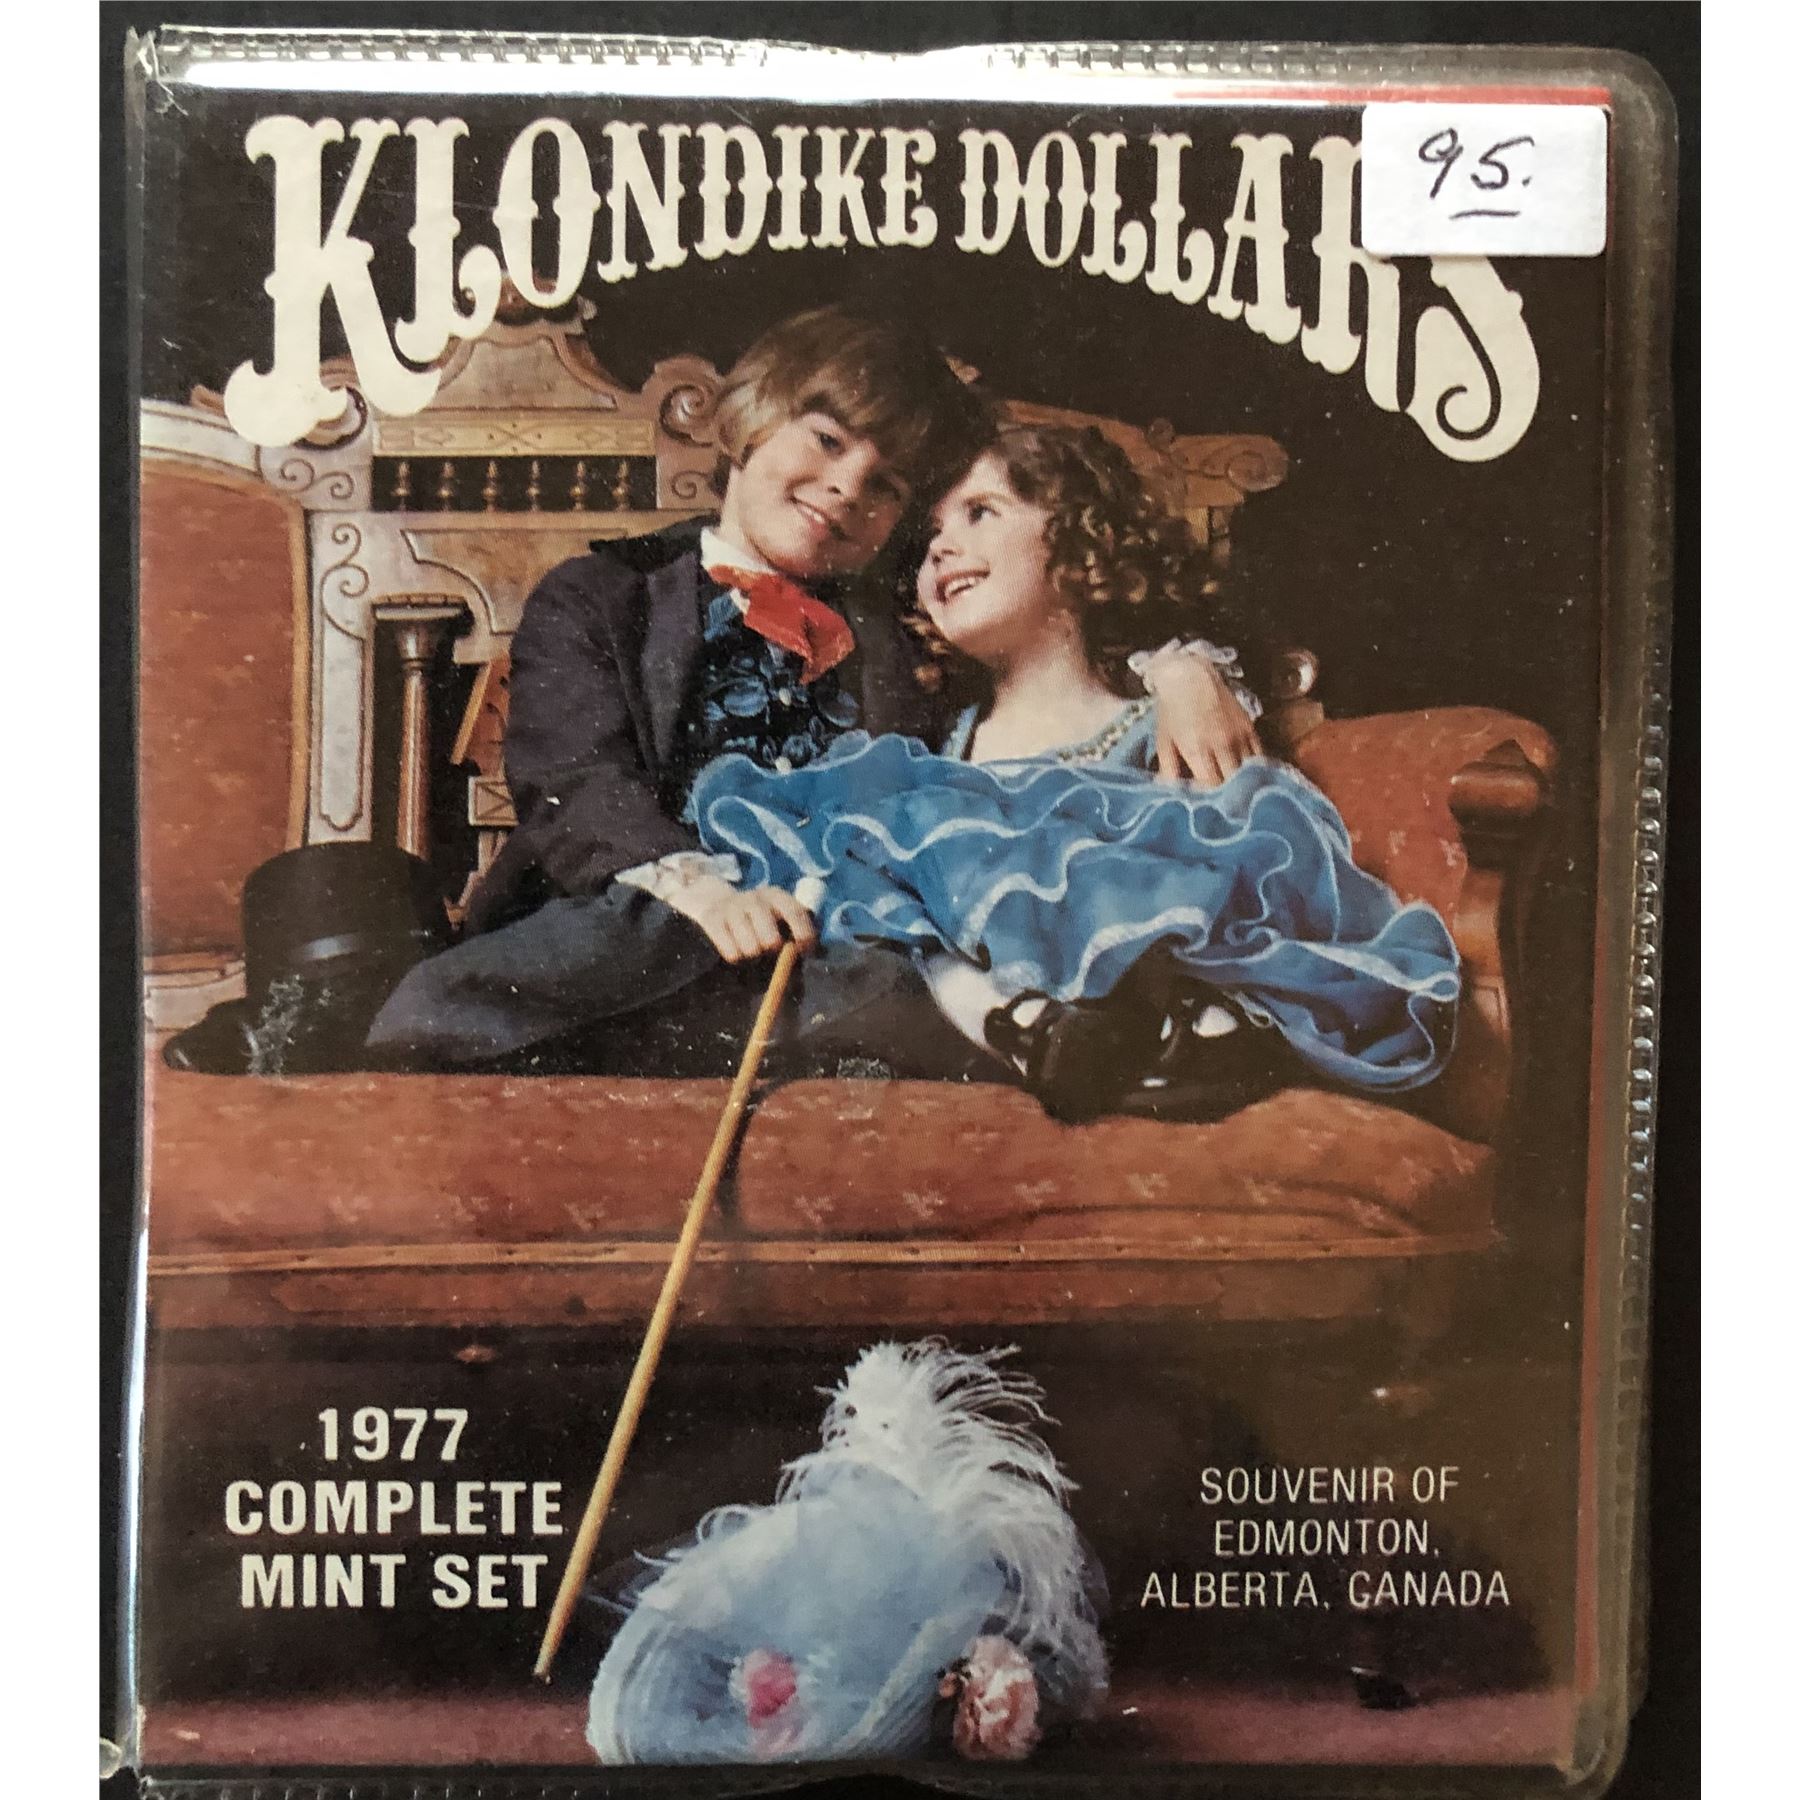 KLONDIKE DOLLARS
95.
1977
COMPLETE
MINT SET
SOUVENIR OF
EDMONTON,
ALBERTA, CANADA